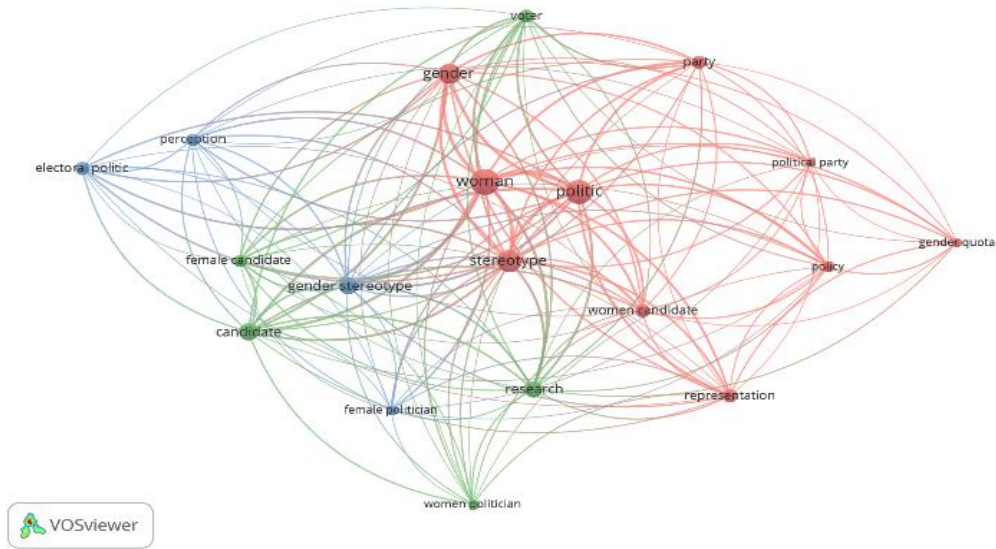 voter
party
gender
perception
electoral politic
political party
woman
politic
gender quota
female candidate
stereotype
policy
gender stereotype
women candidate
candidate
research
representation
female politician
women politician
VOSviewer